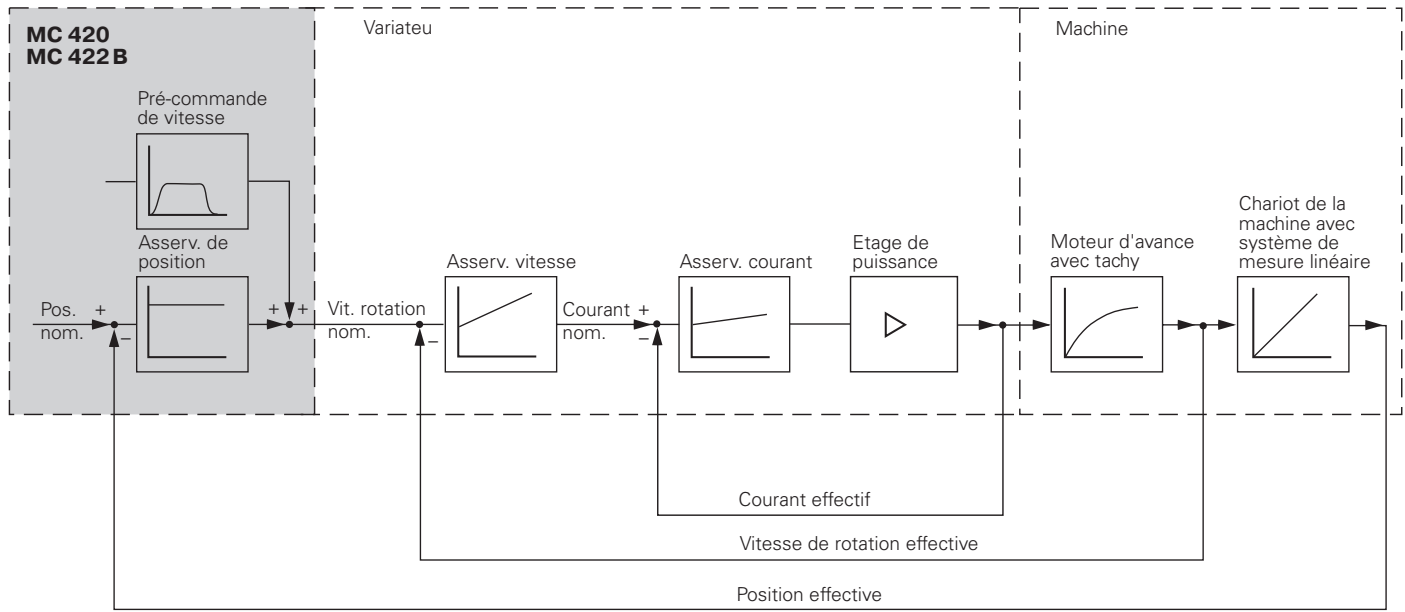 MC 420
MC 422 B
Variateu
Machine
Pré-commande
de vitesse
Asserv. de
position
Asserv. vitesse
Asserv. courant
Etage de
puissance
Moteur d'avance
avec tachy
Chariot de la
machine avec
système de
mesure linéaire
Pos. +
nom. –
+ +
Vit. rotation
nom. –
Courant +
nom. –
Courant effectif
Vitesse de rotation effective
Position effective